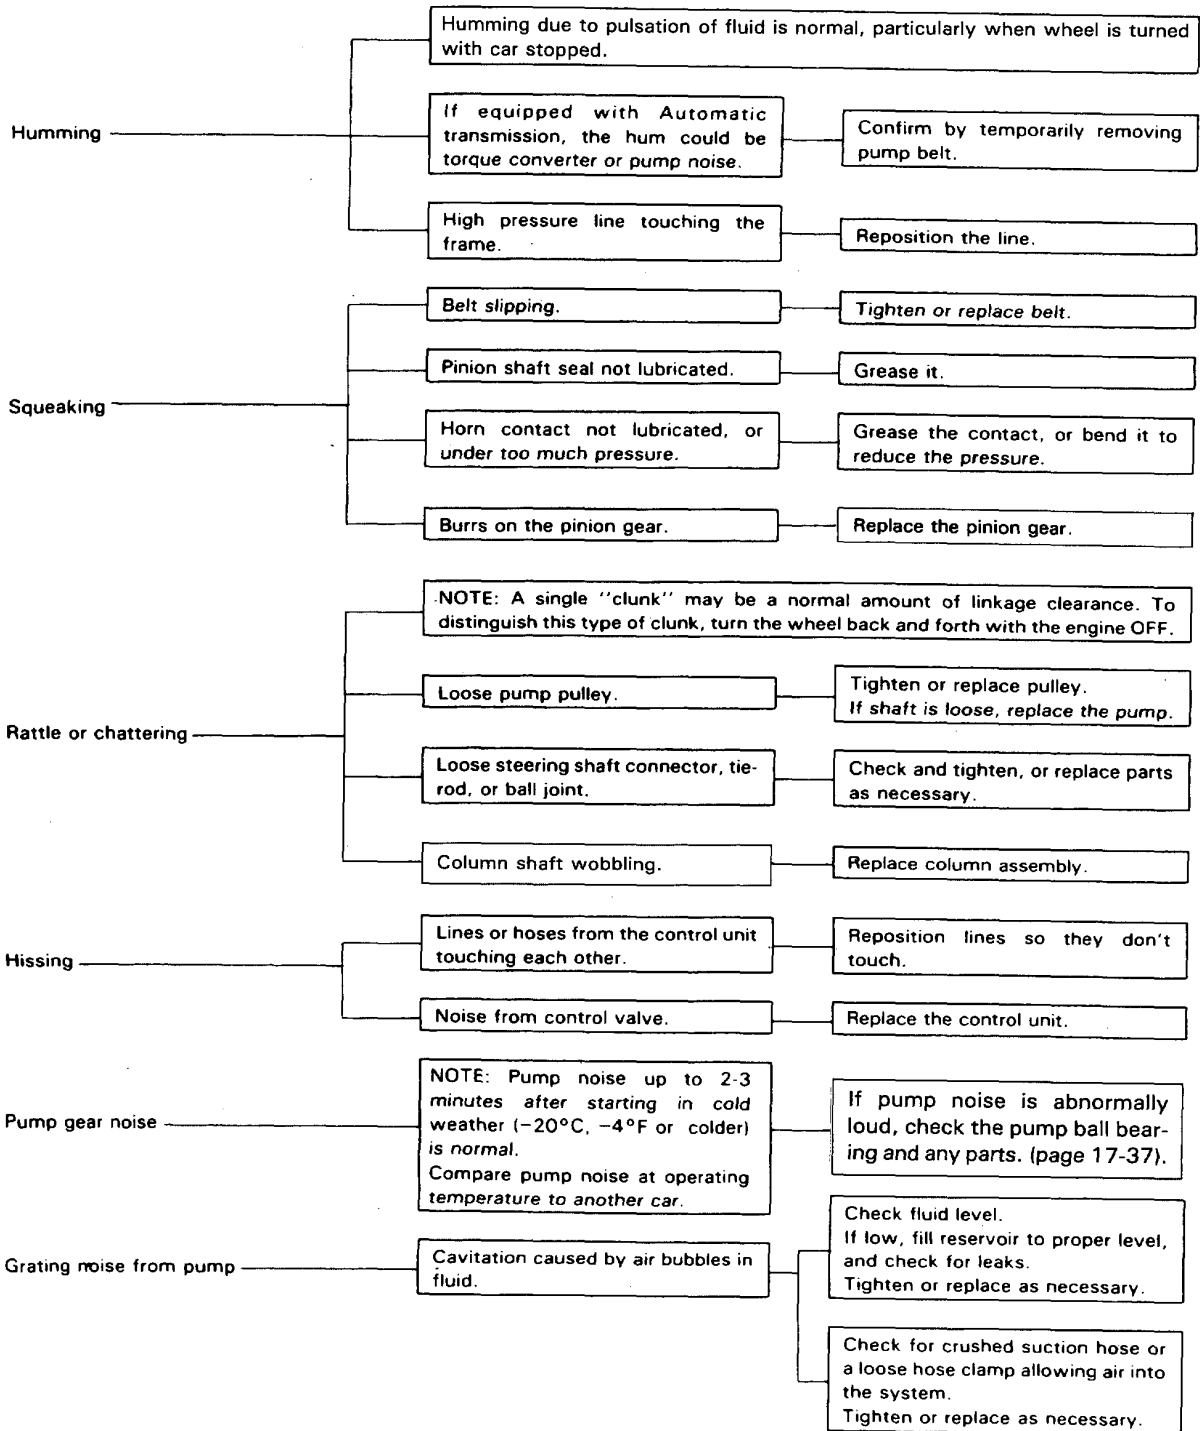 Humming due to pulsation of fluid is normal, particularly when wheel is turned
with car stopped.
Humming
If equipped with Automatic
transmission, the hum could be
torque converter or pump noise.
Confirm by temporarily removing
pump belt.
High pressure line touching the
frame.
Reposition the line.
Squeaking
Belt slipping.
Tighten or replace belt.
Pinion shaft seal not lubricated.
Grease it.
Horn contact not lubricated, or
under too much pressure.
Grease the contact, or bend it to
reduce the pressure.
Burrs on the pinion gear.
Replace the pinion gear.
Rattle or chattering
NOTE: A single "clunk" may be a normal amount of linkage clearance. To
distinguish this type of clunk, turn the wheel back and forth with the engine OFF.
Loose pump pulley.
Tighten or replace pulley.
If shaft is loose, replace the pump.
Loose steering shaft connector, tie-
rod, or ball joint.
Check and tighten, or replace parts
as necessary.
Column shaft wobbling.
Replace column assembly.
Hissing
Lines or hoses from the control unit
touching each other.
Reposition lines so they don't
touch.
Noise from control valve.
Replace the control unit.
Pump gear noise
NOTE: Pump noise up to 2-3
minutes after starting in cold
weather (−20°C, −4°F or colder)
is normal.
Compare pump noise at operating
temperature to another car.
If pump noise is abnormally
loud, check the pump ball bear-
ing and any parts. (page 17-37).
Grating noise from pump
Cavitation caused by air bubbles in
fluid.
Check fluid level.
If low, fill reservoir to proper level,
and check for leaks.
Tighten or replace as necessary.
Check for crushed suction hose or
a loose hose clamp allowing air into
the system.
Tighten or replace as necessary.